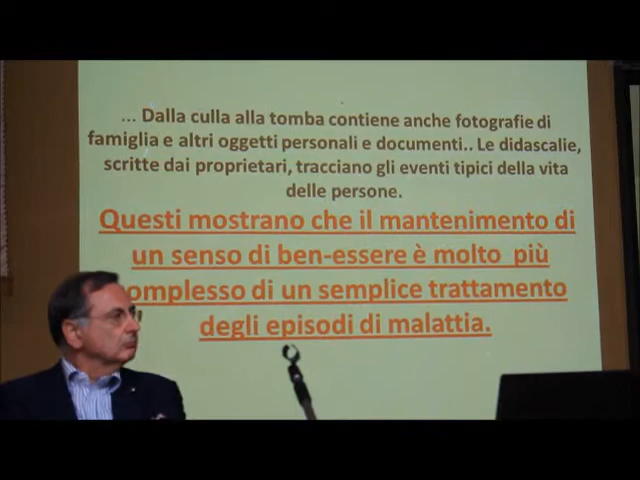 ... Dalla culla alla tomba contiene anche fotografie di
famiglia e altri oggetti personali e documenti.. Le didascalie,
scritte dai proprietari, tracciano gli eventi tipici della vita
delle persone.
Questi mostrano che il mantenimento di
un senso di ben-essere è molto più
omplesso di un semplice trattamento
degli episodi di malattia.